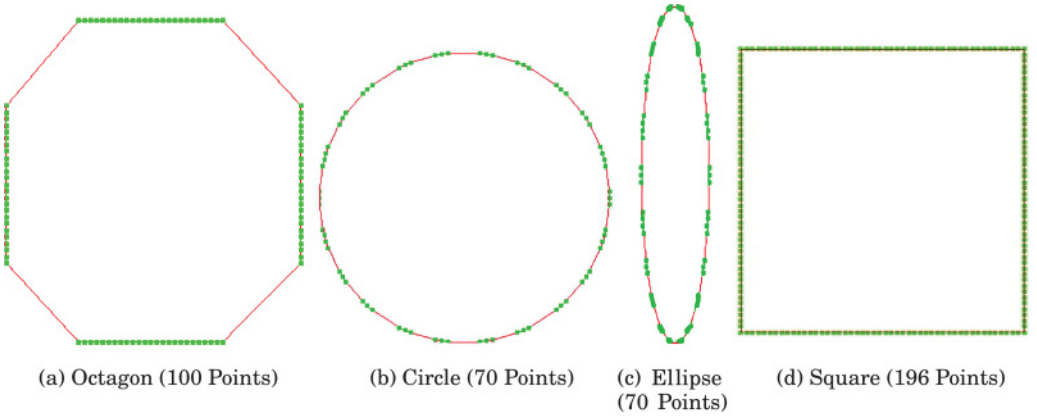 (a) Octagon (100 Points)
(b) Circle (70 Points)
(c) Ellipse
(70 Points)
(d) Square (196 Points)